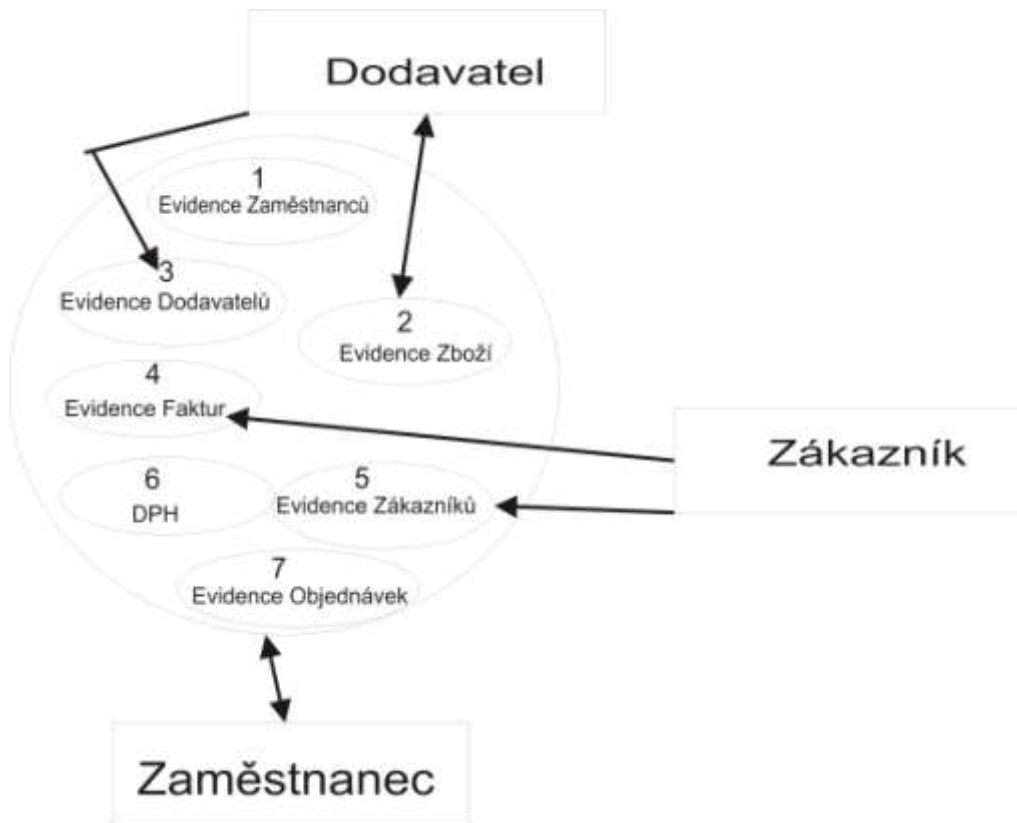 Dodavatel
1
Evidence Zaměstnanců
3
Evidence Dodavatelů
2
Evidence Zboží
4
Evidence Faktur
Zákazník
6
DPH
5
Evidence Zákazníků
7
Evidence Objednávek
Zaměstnanec